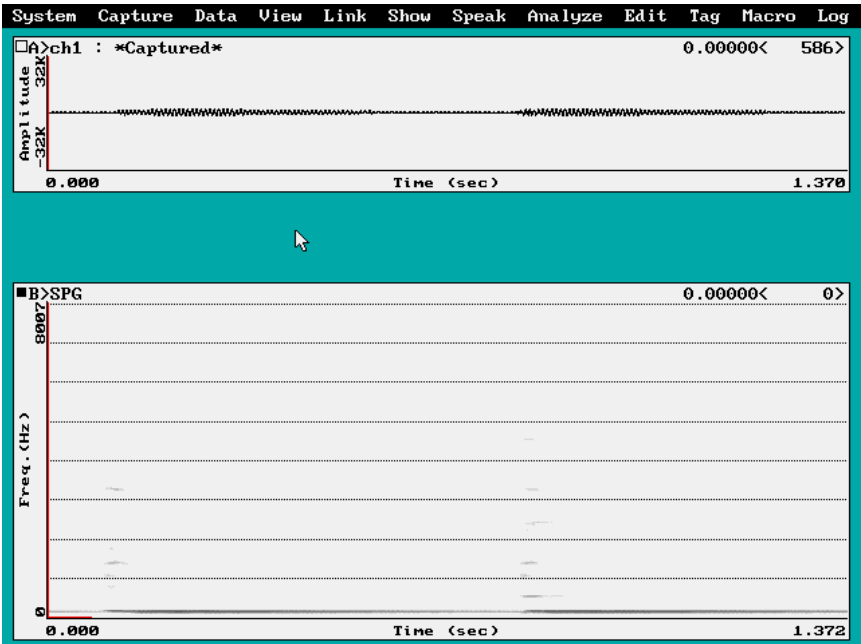 System Capture Data View Link Show Speak Analyze Edit Tag Macro Log
A>ch1 : *Captured* 0.00000< 586>
Amplitude
32K
-32K
0.000 Time (sec) 1.370
B>SPG 0.00000< 0>
8007
Freq.(Hz)
0
0.000 Time (sec) 1.372